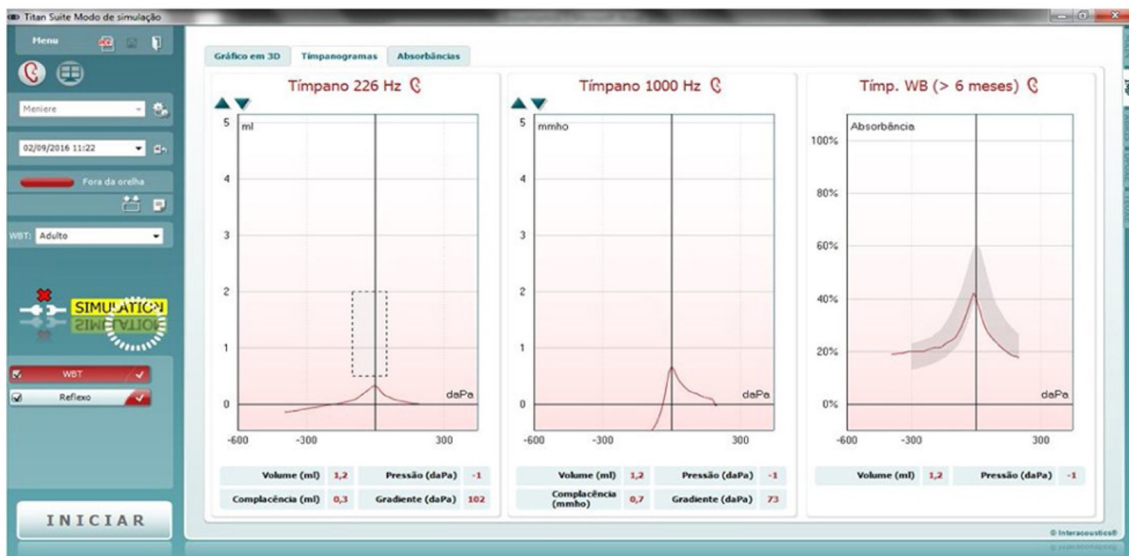 Titan Suite Modo de simulação
Menu
Meniere
02/09/2016 11:22
Fora da orelha
WBT: Adulto
SIMULATION
WBT
Reflexo
INICIAR
Gráfico em 3D Timpanogramas Absorbâncias
Tímpano 226 Hz
ml
5
4
3
2
1
0
daPa
-600 -300 300
Volume (ml) 1,2 Pressão (daPa) -1
Complacência (ml) 0,3 Gradiente (daPa) 102
Tímpano 1000 Hz
mmho
5
4
3
2
1
0
daPa
-600 -300 300
Volume (ml) 1,2 Pressão (daPa) -1
Complacência (mmho) 0,7 Gradiente (daPa) 73
Tímp. WB (> 6 meses)
Absorbância
100%
80%
60%
40%
20%
0%
daPa
-600 -300 300
Volume (ml) 1,2 Pressão (daPa) -1
© Interacoustics®